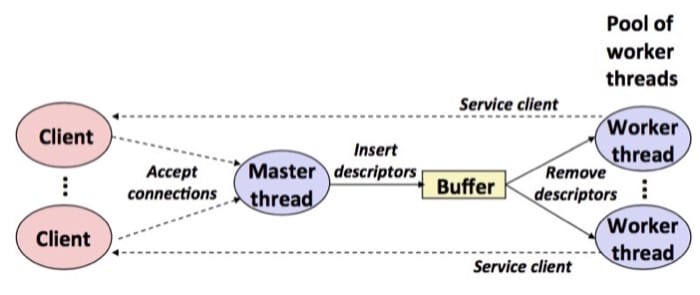 Pool of
worker
threads
Service client
Client
Worker
thread
Accept
connections
Master
thread
Insert
descriptors
Buffer
Remove
descriptors
Client
Worker
thread
Service client